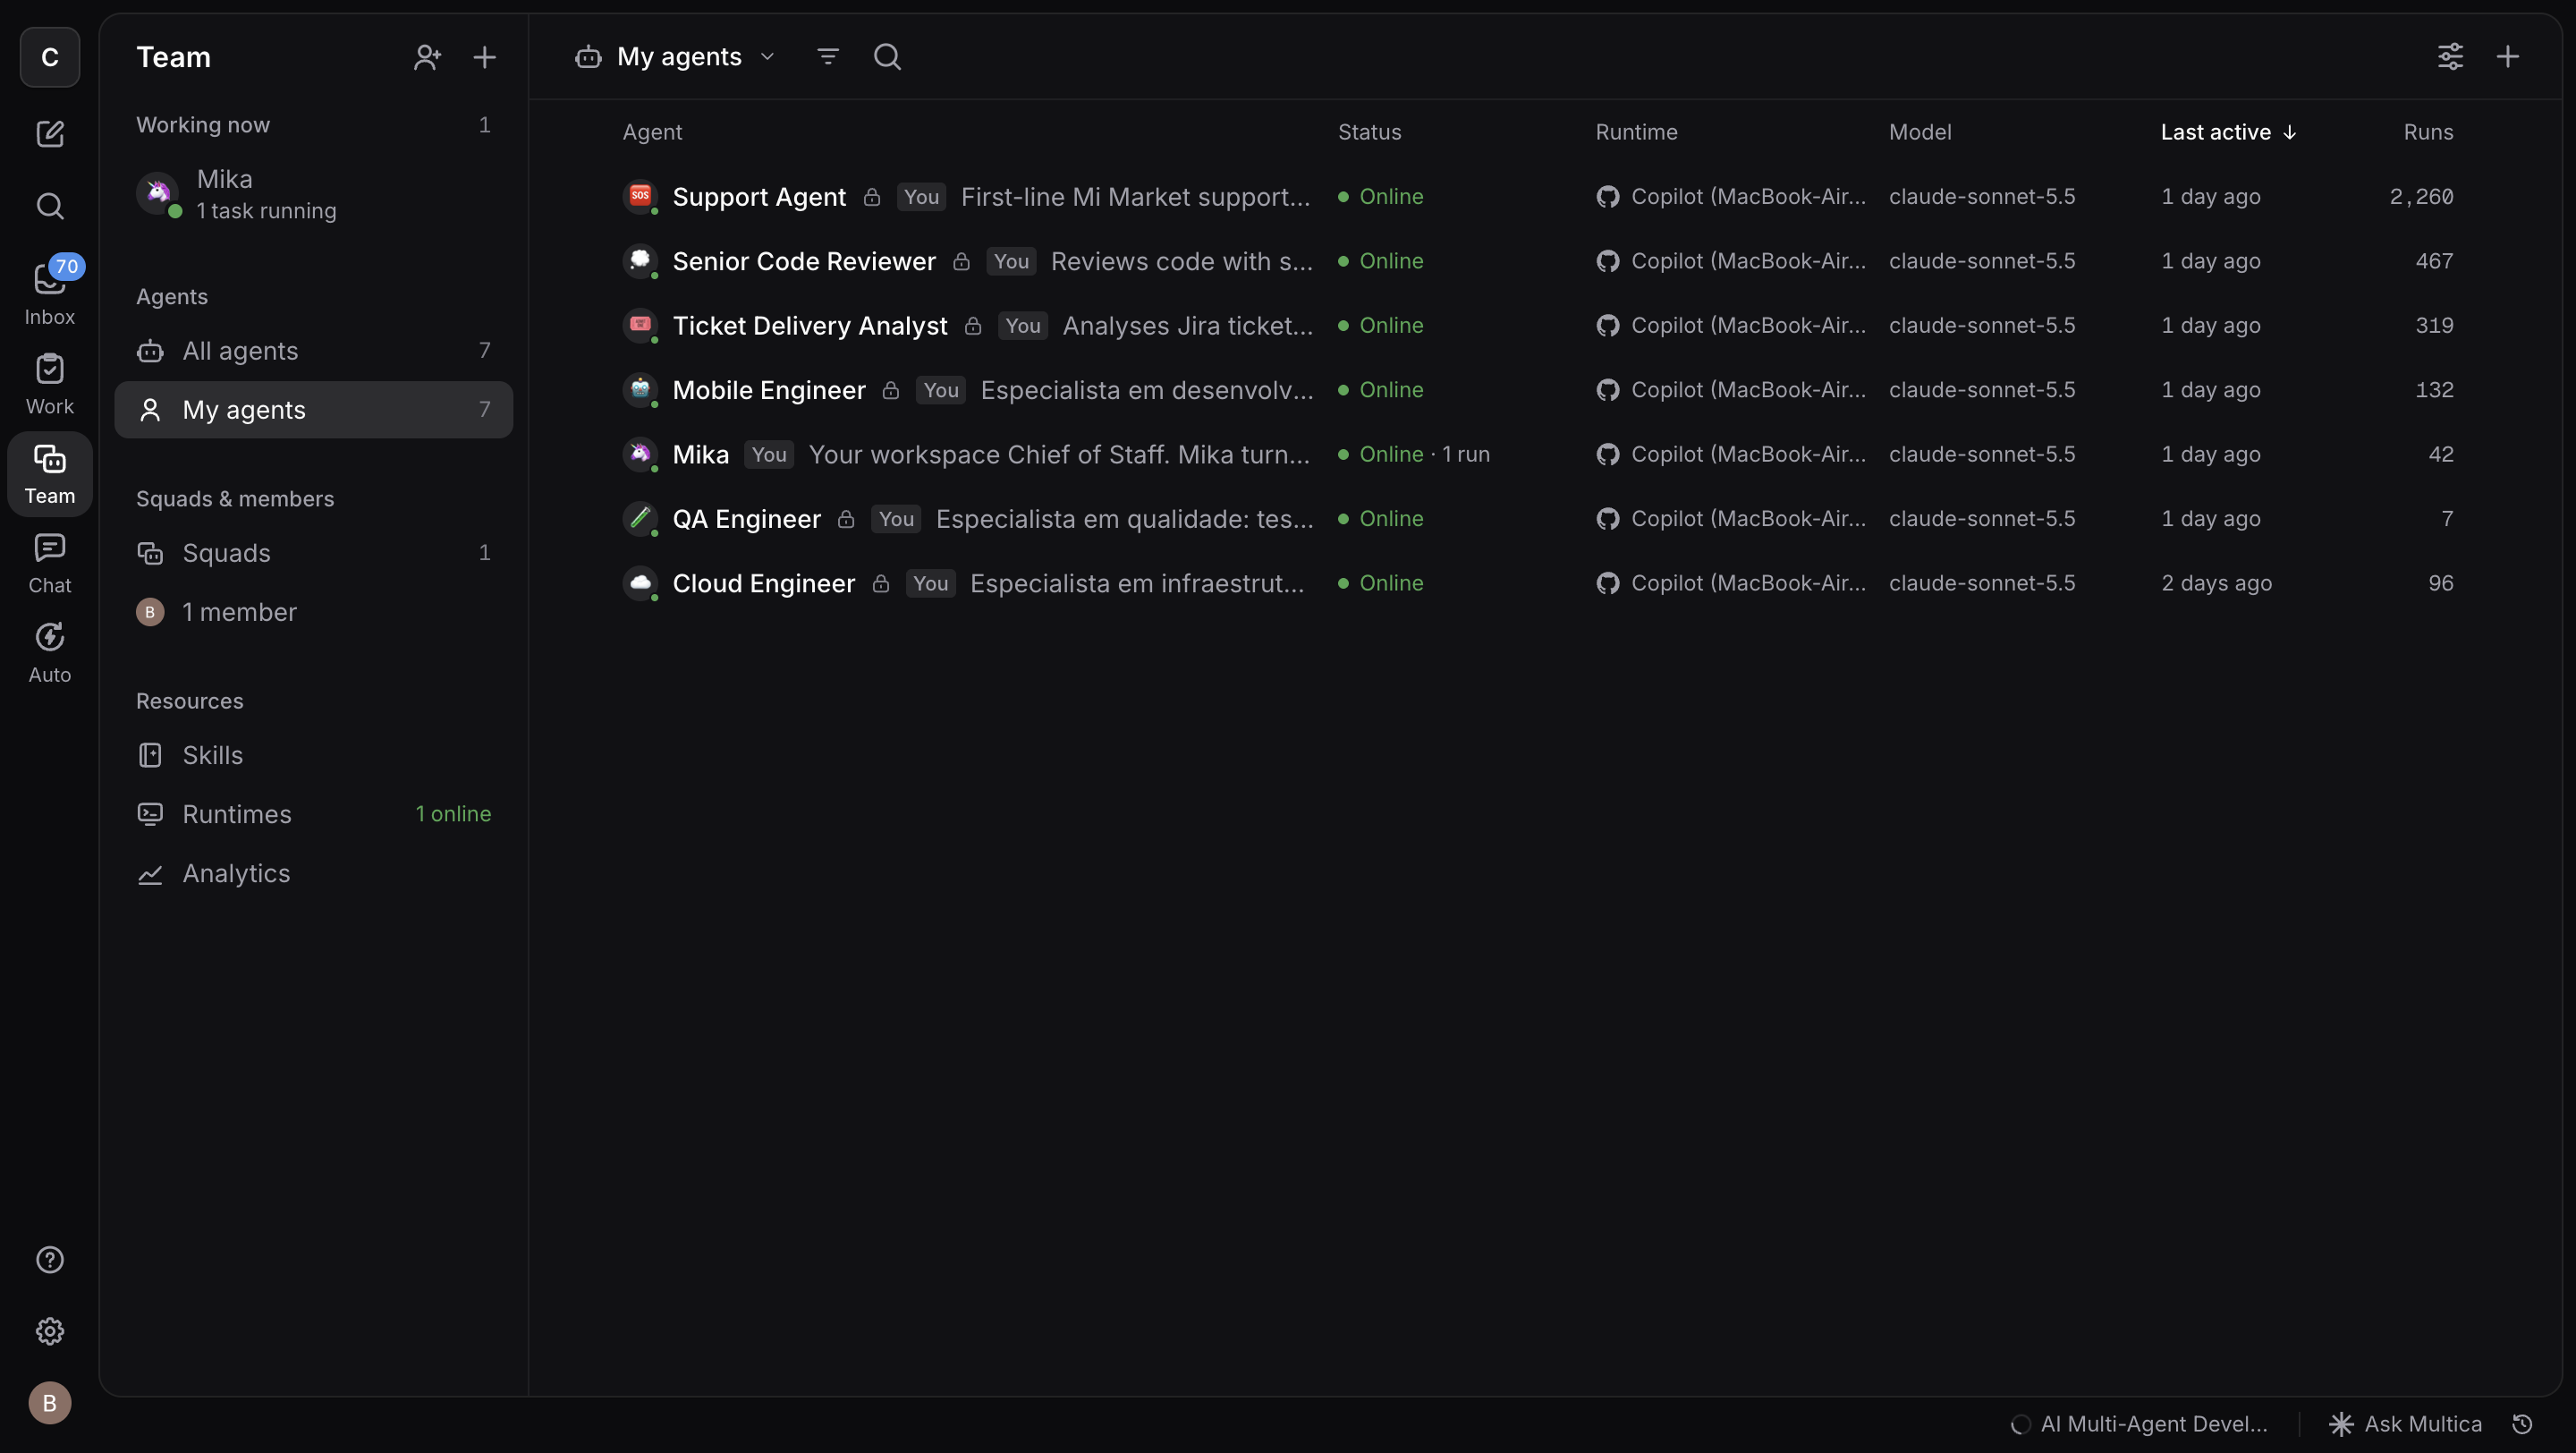 C
70
Inbox
Work
Team
Chat
Auto
B
Team
Working now 1
Mika
1 task running
Agents
All agents 7
My agents 7
Squads & members
Squads 1
B 1 member
Resources
Skills
Runtimes 1 online
Analytics
My agents
Agent Status Runtime Model Last active ↓ Runs
SOS Support Agent You First-line Mi Market support... Online Copilot (MacBook-Air... claude-sonnet-5.5 1 day ago 2,260
Senior Code Reviewer You Reviews code with s... Online Copilot (MacBook-Air... claude-sonnet-5.5 1 day ago 467
Ticket Delivery Analyst You Analyses Jira ticket... Online Copilot (MacBook-Air... claude-sonnet-5.5 1 day ago 319
Mobile Engineer You Especialista em desenvolv... Online Copilot (MacBook-Air... claude-sonnet-5.5 1 day ago 132
Mika You Your workspace Chief of Staff. Mika turn... Online · 1 run Copilot (MacBook-Air... claude-sonnet-5.5 1 day ago 42
QA Engineer You Especialista em qualidade: tes... Online Copilot (MacBook-Air... claude-sonnet-5.5 1 day ago 7
Cloud Engineer You Especialista em infraestrut... Online Copilot (MacBook-Air... claude-sonnet-5.5 2 days ago 96
AI Multi-Agent Devel... Ask Multica